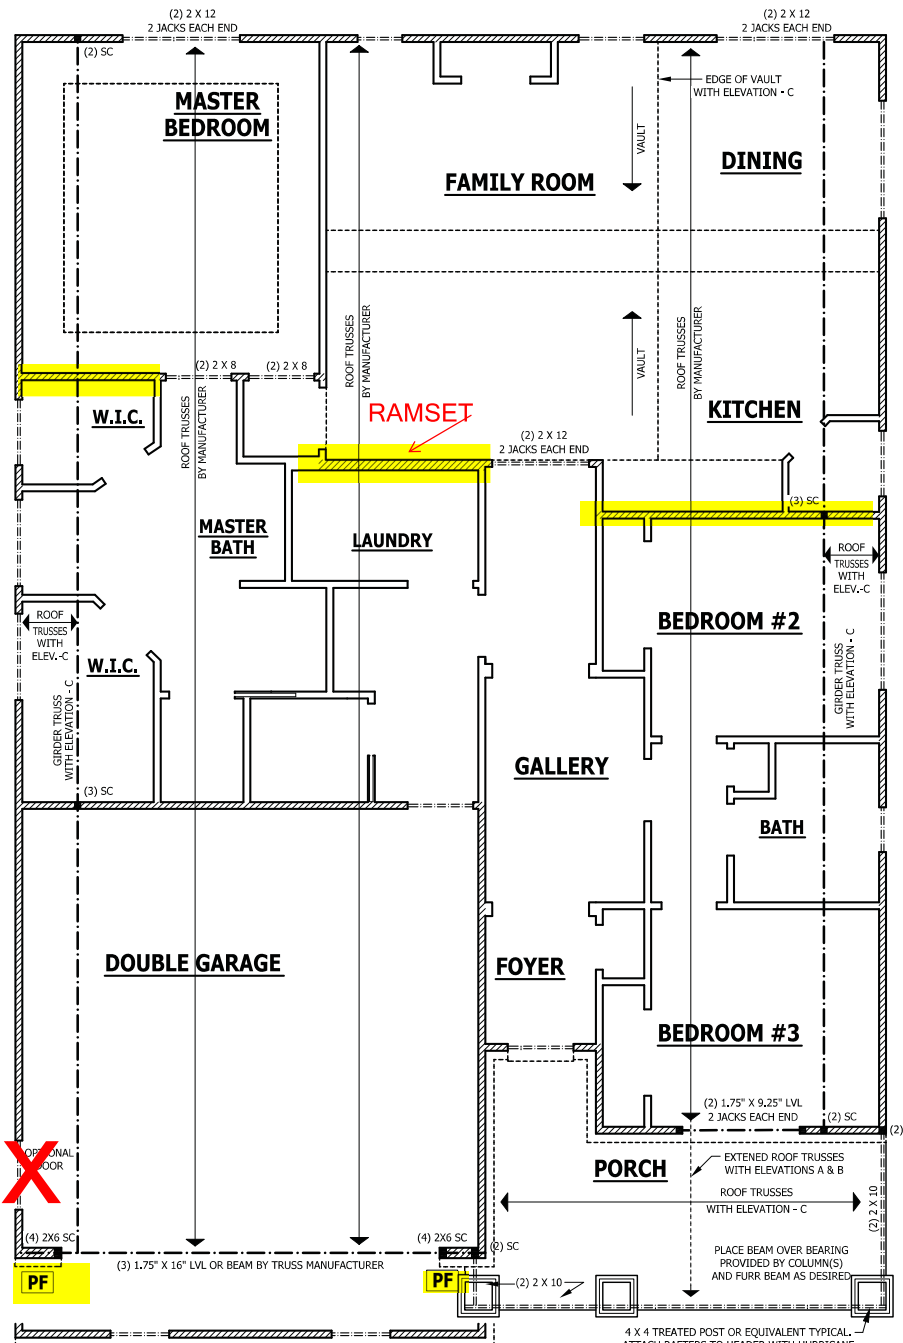 (2) 2 X 12
2 JACKS EACH END
(2) 2 X 12
2 JACKS EACH END
(2) SC
MASTER
BEDROOM
EDGE OF VAULT
WITH ELEVATION - C
VAULT
DINING
FAMILY ROOM
ROOF TRUSSES
BY MANUFACTURER
VAULT
ROOF TRUSSES
BY MANUFACTURER
(2) 2 X 8
(2) 2 X 8
W.I.C.
ROOF TRUSSES
BY MANUFACTURER
RAMSET
KITCHEN
(2) 2 X 12
2 JACKS EACH END
(3) SC
MASTER
BATH
LAUNDRY
ROOF
TRUSSES
WITH
ELEV.-C
ROOF
TRUSSES
WITH
ELEV.-C
BEDROOM #2
W.I.C.
GIRDER TRUSS
WITH ELEVATION - C
GIRDER TRUSS
WITH ELEVATION - C
GALLERY
(3) SC
BATH
DOUBLE GARAGE
FOYER
BEDROOM #3
(2) 1.75" X 9.25" LVL
2 JACKS EACH END
(2) SC
(2)
OPTIONAL
DOOR
PORCH
EXTENED ROOF TRUSSES
WITH ELEVATIONS A & B
ROOF TRUSSES
WITH ELEVATION - C
(2) 2 X 10
(4) 2X6 SC
(4) 2X6 SC
(2) SC
(3) 1.75" X 16" LVL OR BEAM BY TRUSS MANUFACTURER
PLACE BEAM OVER BEARING
PROVIDED BY COLUMN(S)
AND FURR BEAM AS DESIRED
PF
PF
(2) 2 X 10
4 X 4 TREATED POST OR EQUIVALENT TYPICAL.
ATTACH RAFTERS TO HEADER WITH HURRICANE